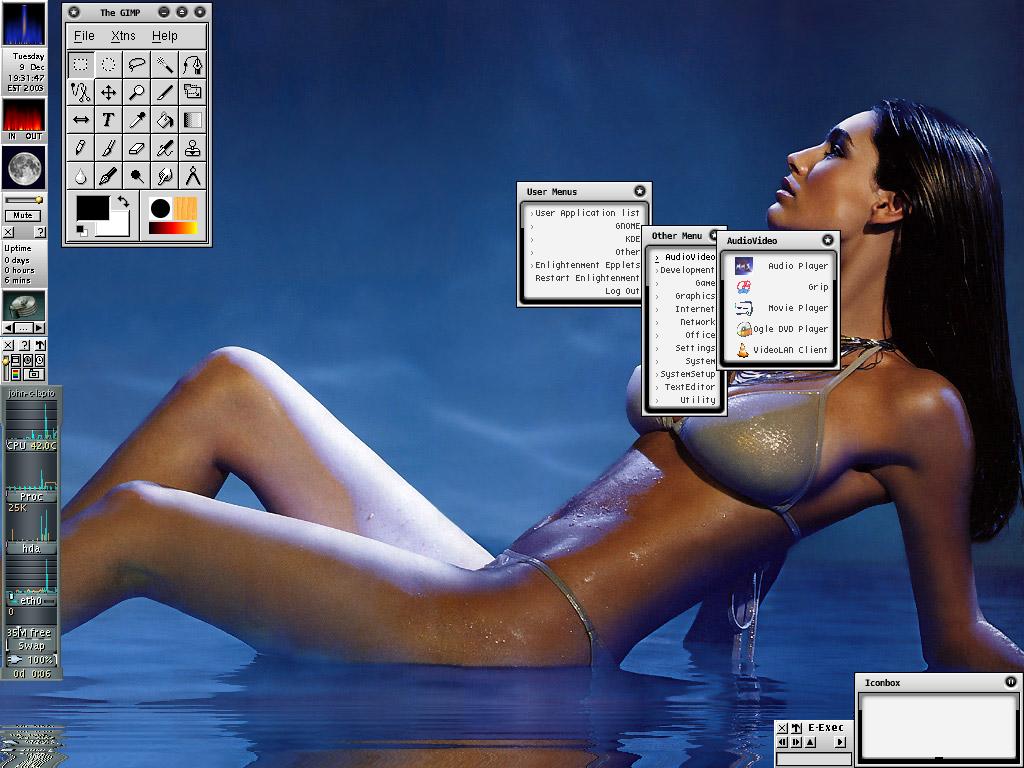 Tuesday
9 Dec
19:31:47
EST 2003
IN OUT
Mute
Uptime
0 days
0 hours
6 mins
CPU 42.0C
Proc
25K
hda
eth0
0
35M free
Swap
100%
0d 0:06
The GIMP
File Xtns Help
User Menus
User Application list
GNOME
KDE
Other
Enlightenment Epplets
Restart Enlightenment
Log Out
Other Menu
AudioVideo
Development
Game
Graphics
Internet
Network
Office
Settings
System
SystemSetup
TextEditor
Utility
AudioVideo
Audio Player
Grip
Movie Player
Ogle DVD Player
VideoLAN Client
E-Exec
Iconbox